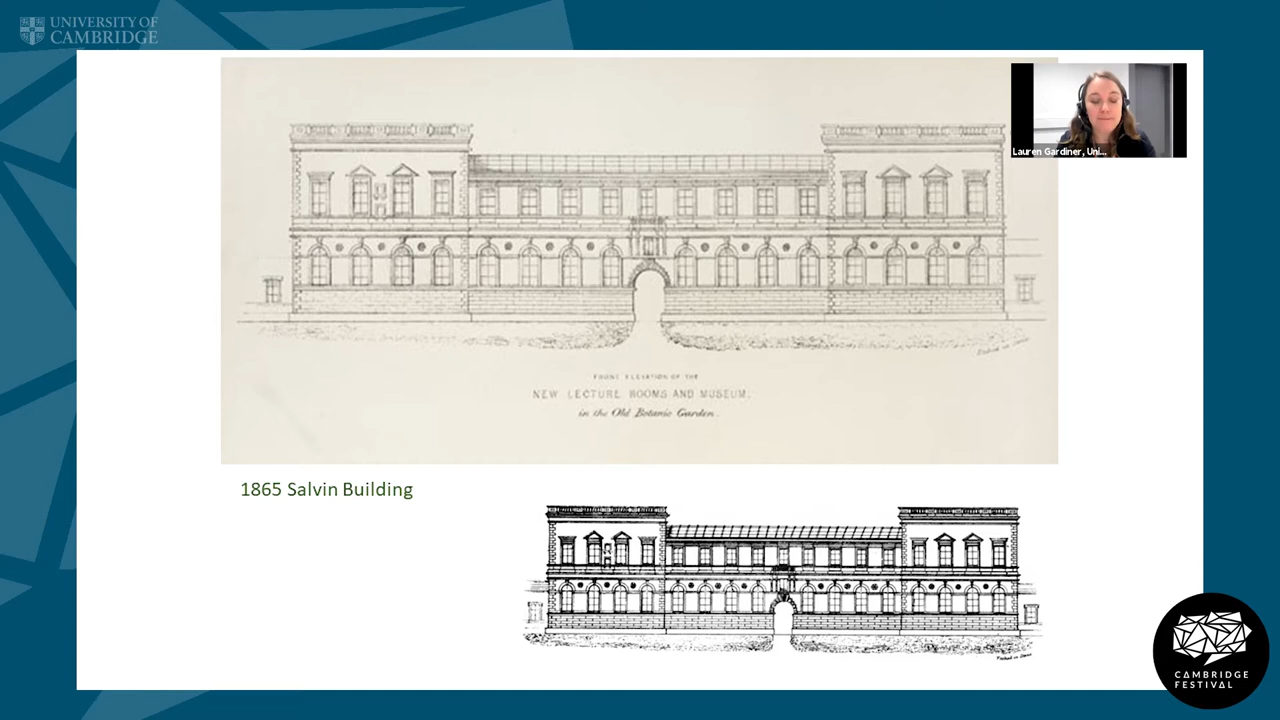 UNIVERSITY OF
CAMBRIDGE
Lauren Gardiner, Uni...
FRONT ELEVATION OF THE
NEW LECTURE ROOMS AND MUSEUM.
in the Old Botanic Garden.
1865 Salvin Building
CAMBRIDGE
FESTIVAL